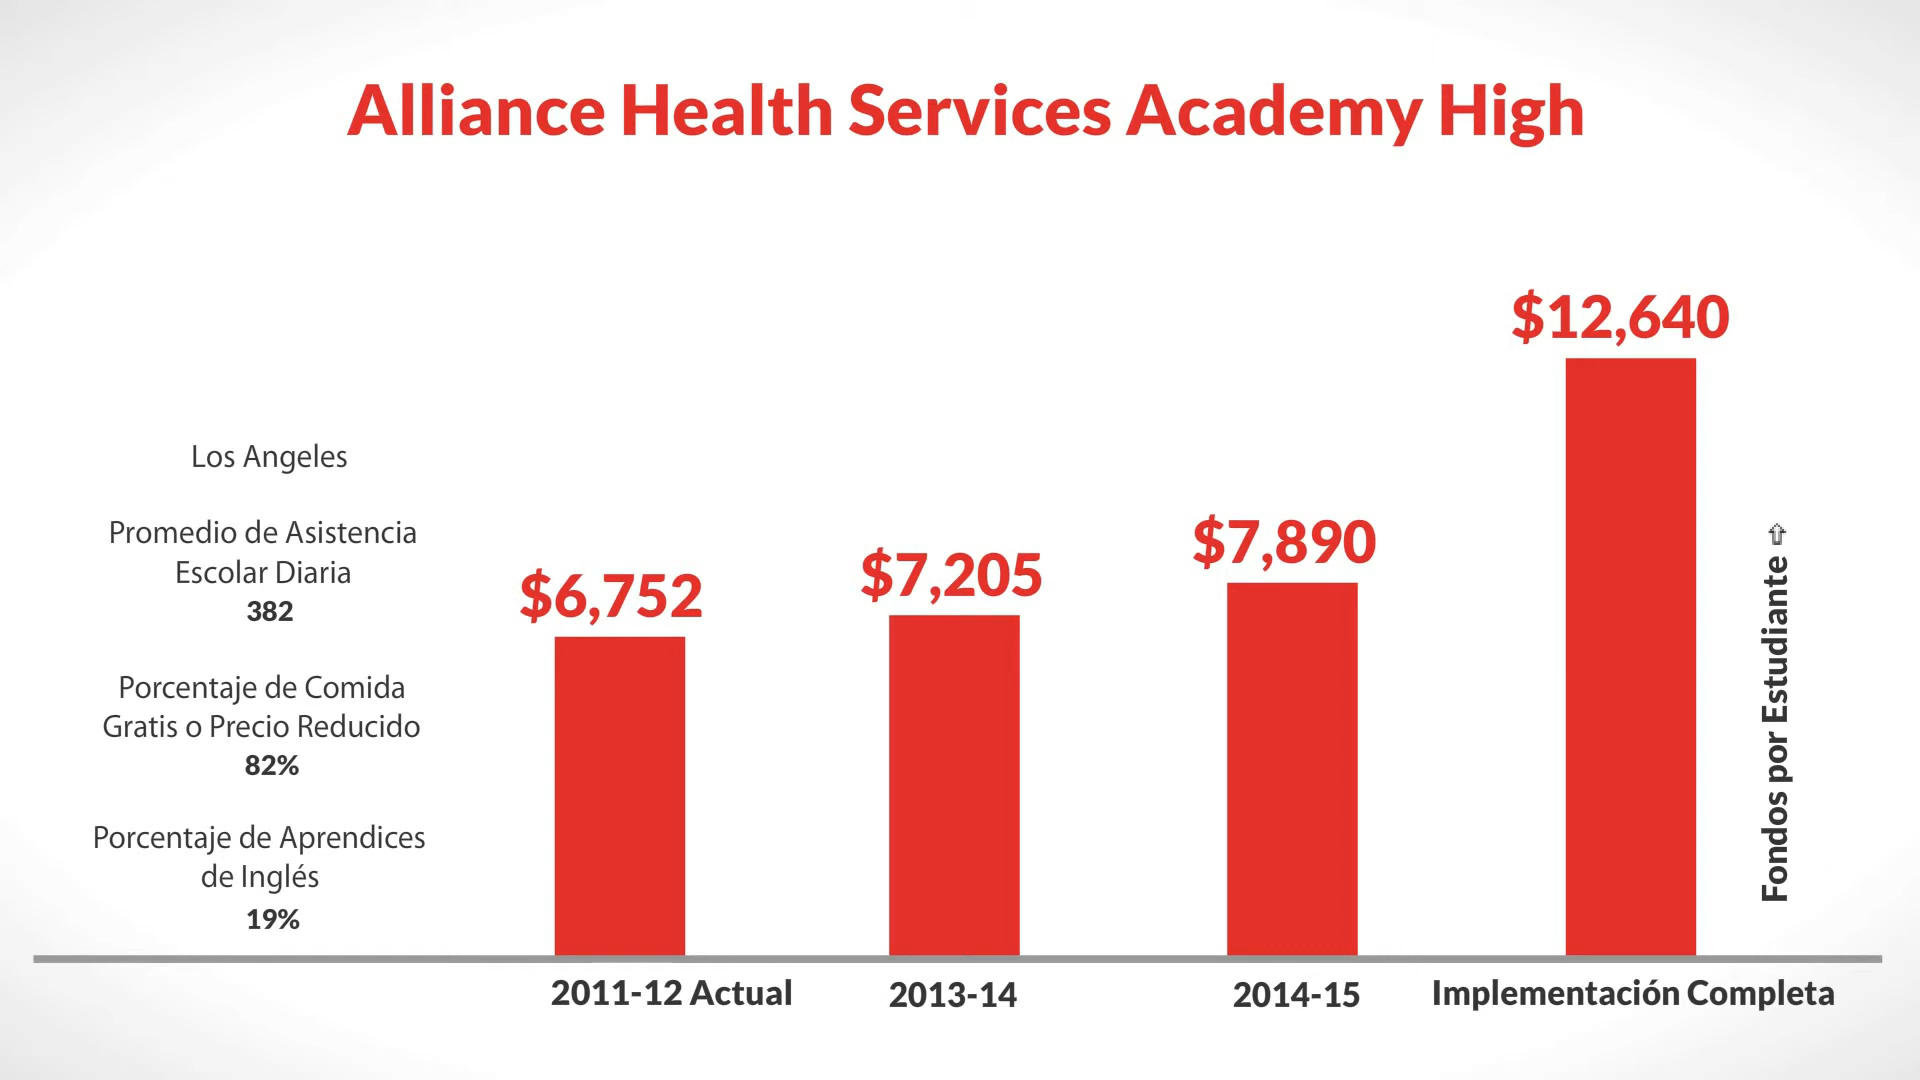 Alliance Health Services Academy High
Los Angeles
Promedio de Asistencia
Escolar Diaria
382
Porcentaje de Comida
Gratis o Precio Reducido
82%
Porcentaje de Aprendices
de Inglés
19%
$6,752
$7,205
$7,890
$12,640
Fondos por Estudiante ⇧
2011-12 Actual
2013-14
2014-15
Implementación Completa